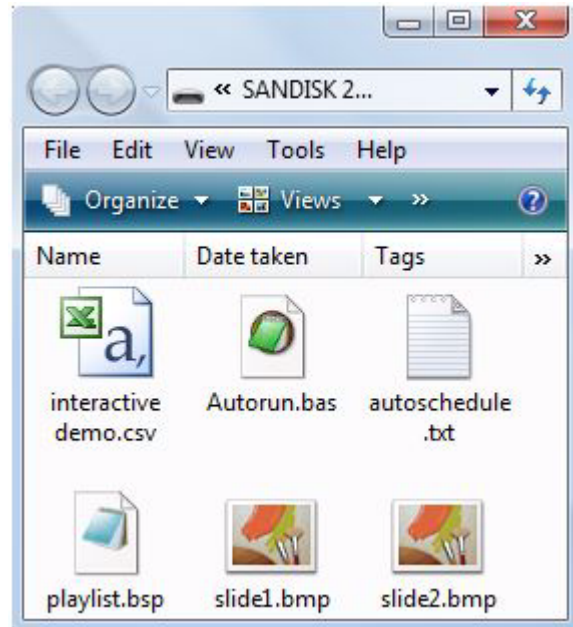 « SANDISK 2...
File Edit View Tools Help
Organize Views »
Name Date taken Tags »
a,
interactive Autorun.bas autoschedule
demo.csv .txt
playlist.bsp slide1.bmp slide2.bmp